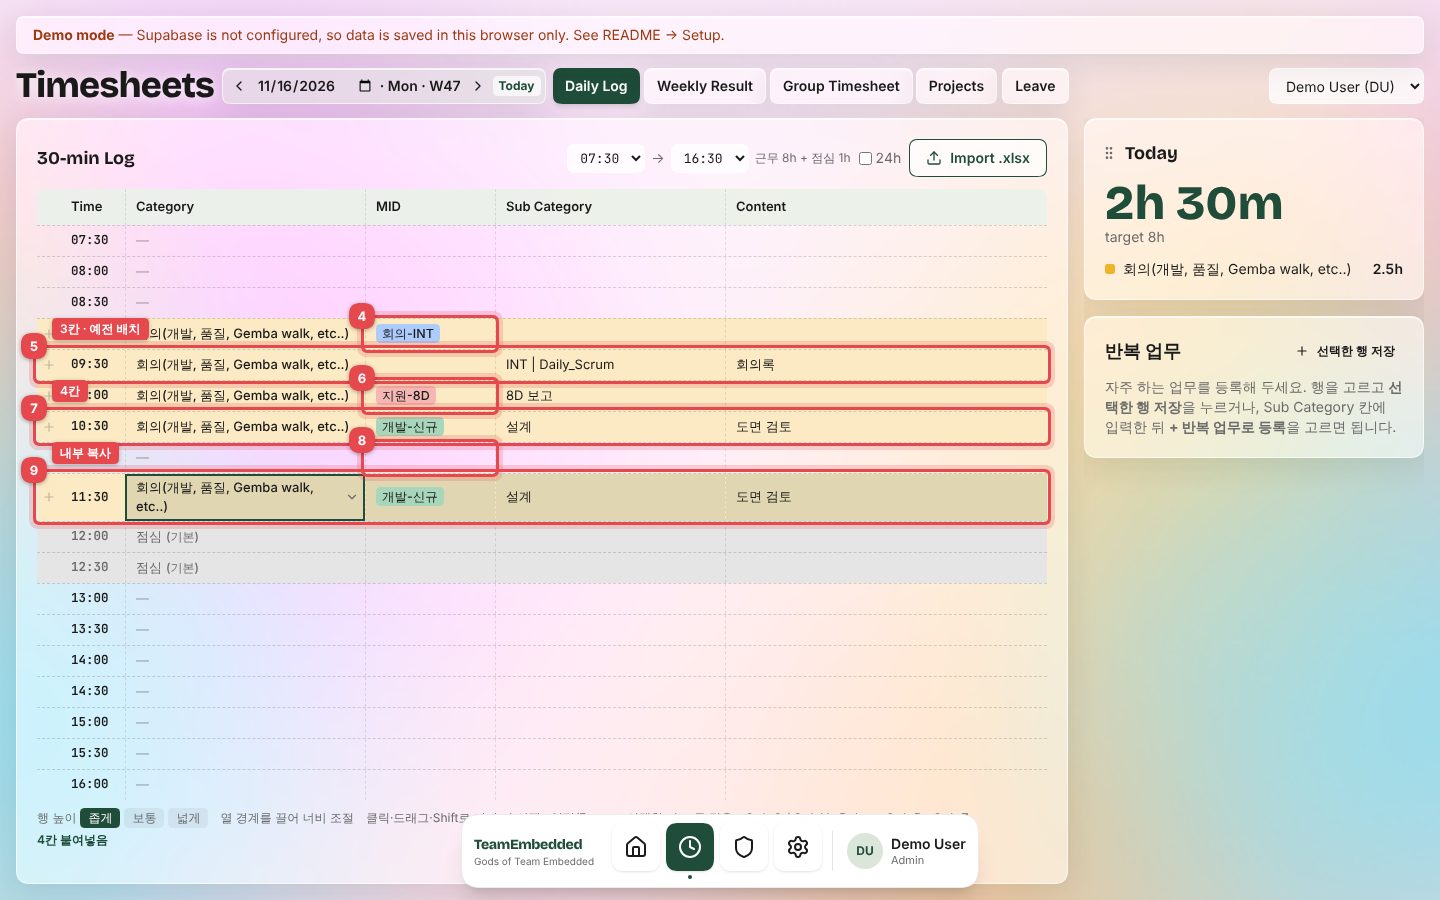 Demo mode — Supabase is not configured, so data is saved in this browser only. See README → Setup.
Timesheets
11/16/2026 · Mon · W47 Today
Daily Log
Weekly Result
Group Timesheet
Projects
Leave
Demo User (DU)
30-min Log
07:30 → 16:30 근무 8h + 점심 1h 24h Import .xlsx
Time Category MID Sub Category Content
07:30 —
08:00 —
08:30 —
3칸 · 예전 배치 의(개발, 품질, Gemba walk, etc..) 4 회의-INT
5 09:30 회의(개발, 품질, Gemba walk, etc..) INT | Daily_Scrum 회의록
4칸 :00 회의(개발, 품질, Gemba walk, etc..) 6 지원-8D 8D 보고
7 10:30 회의(개발, 품질, Gemba walk, etc..) 개발-신규 설계 도면 검토
내부 복사 — 8
9 11:30 회의(개발, 품질, Gemba walk, etc..) 개발-신규 설계 도면 검토
12:00 점심 (기본)
12:30 점심 (기본)
13:00 —
13:30 —
14:00 —
14:30 —
15:00 —
15:30 —
16:00 —
행 높이 좁게 보통 넓게 열 경계를 끌어 너비 조절 클릭·드래그·Shift로
4칸 붙여넣음
Today
2h 30m
target 8h
회의(개발, 품질, Gemba walk, etc..) 2.5h
반복 업무 + 선택한 행 저장
자주 하는 업무를 등록해 두세요. 행을 고르고 선
택한 행 저장을 누르거나, Sub Category 칸에
입력한 뒤 + 반복 업무로 등록을 고르면 됩니다.
TeamEmbedded
Gods of Team Embedded
DU
Demo User
Admin